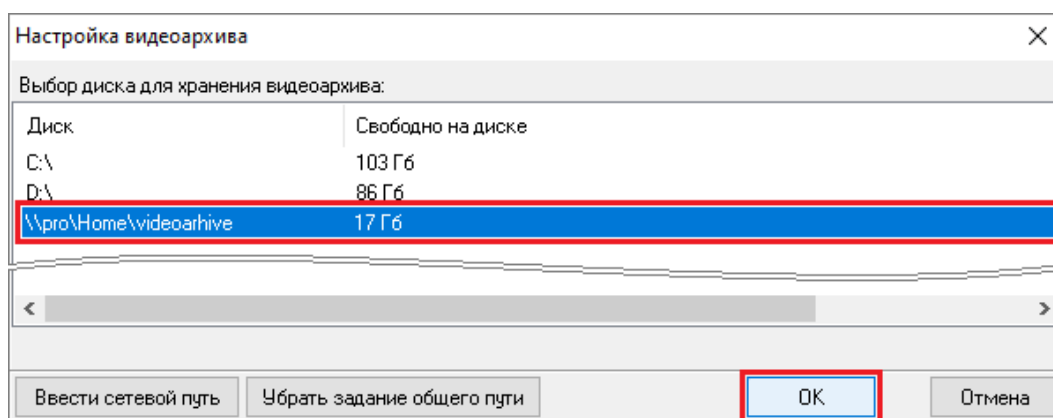 Настройка видеоархива
Выбор диска для хранения видеоархива:
Диск Свободно на диске
C:\ 103 Гб
D:\ 86 Гб
\\pro\Home\videoarhive 17 Гб
Ввести сетевой путь Убрать задание общего пути OK Отмена